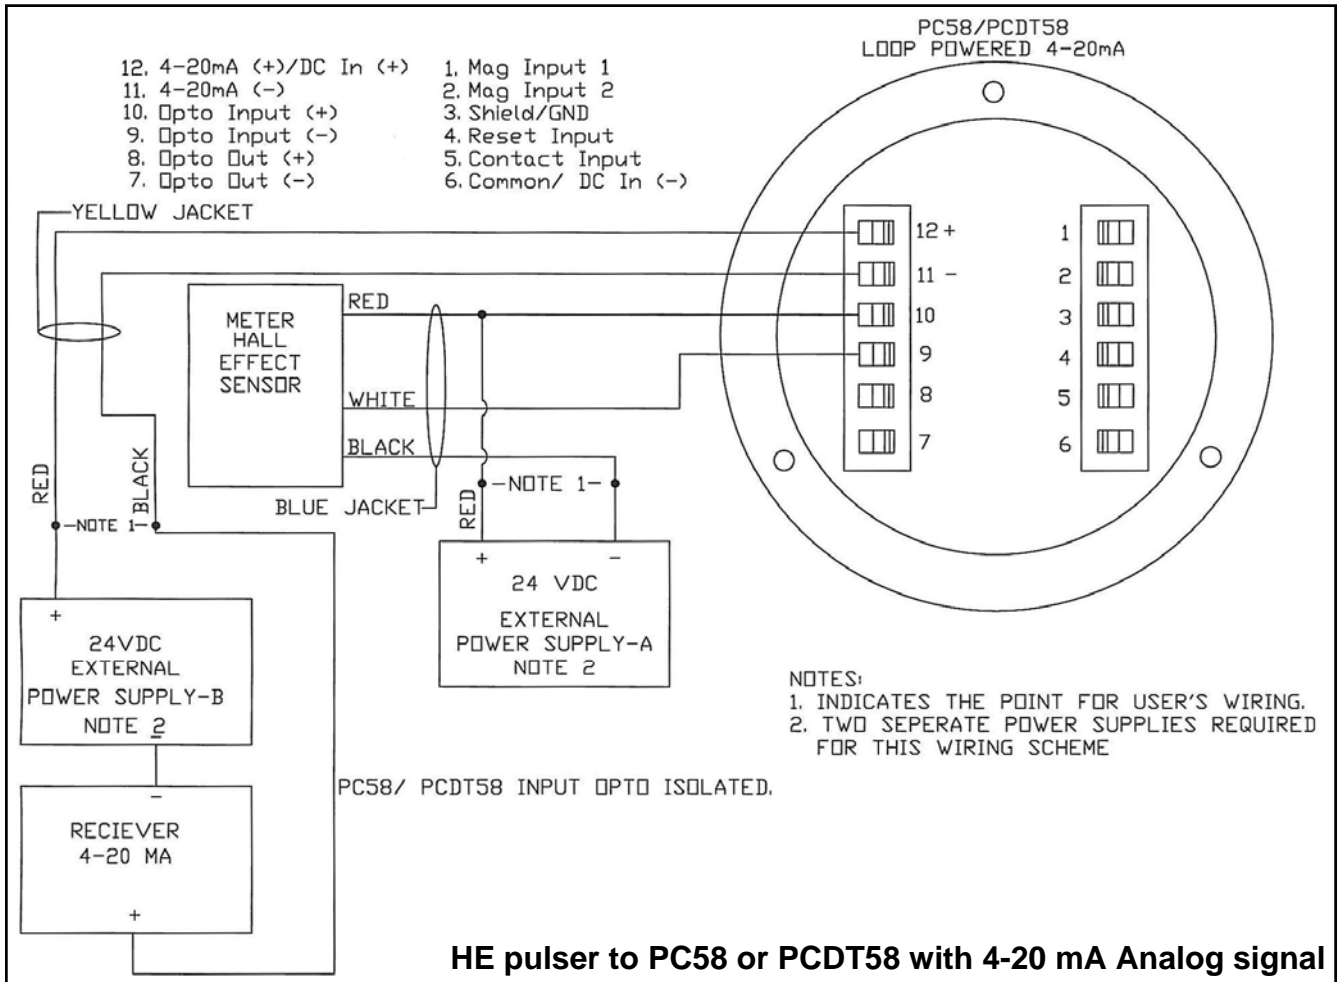 PC58/PCDT58
LOOP POWERED 4-20mA
12. 4-20mA (+)/DC In (+)
11. 4-20mA (-)
10. Opto Input (+)
9. Opto Input (-)
8. Opto Out (+)
7. Opto Out (-)
1. Mag Input 1
2. Mag Input 2
3. Shield/GND
4. Reset Input
5. Contact Input
6. Common/ DC In (-)
YELLOW JACKET
12 +
11 -
10
9
8
7
1
2
3
4
5
6
METER
HALL
EFFECT
SENSOR
RED
WHITE
BLACK
BLUE JACKET
RED
BLACK
-NOTE 1-
RED
-NOTE 1-
+ -
24 VDC
EXTERNAL
POWER SUPPLY-A
NOTE 2
+
24VDC
EXTERNAL
POWER SUPPLY-B
NOTE 2
-
RECIEVER
4-20 MA
+
PC58/ PCDT58 INPUT OPTO ISOLATED.
NOTES:
1. INDICATES THE POINT FOR USER'S WIRING.
2. TWO SEPERATE POWER SUPPLIES REQUIRED
FOR THIS WIRING SCHEME
HE pulser to PC58 or PCDT58 with 4-20 mA Analog signal